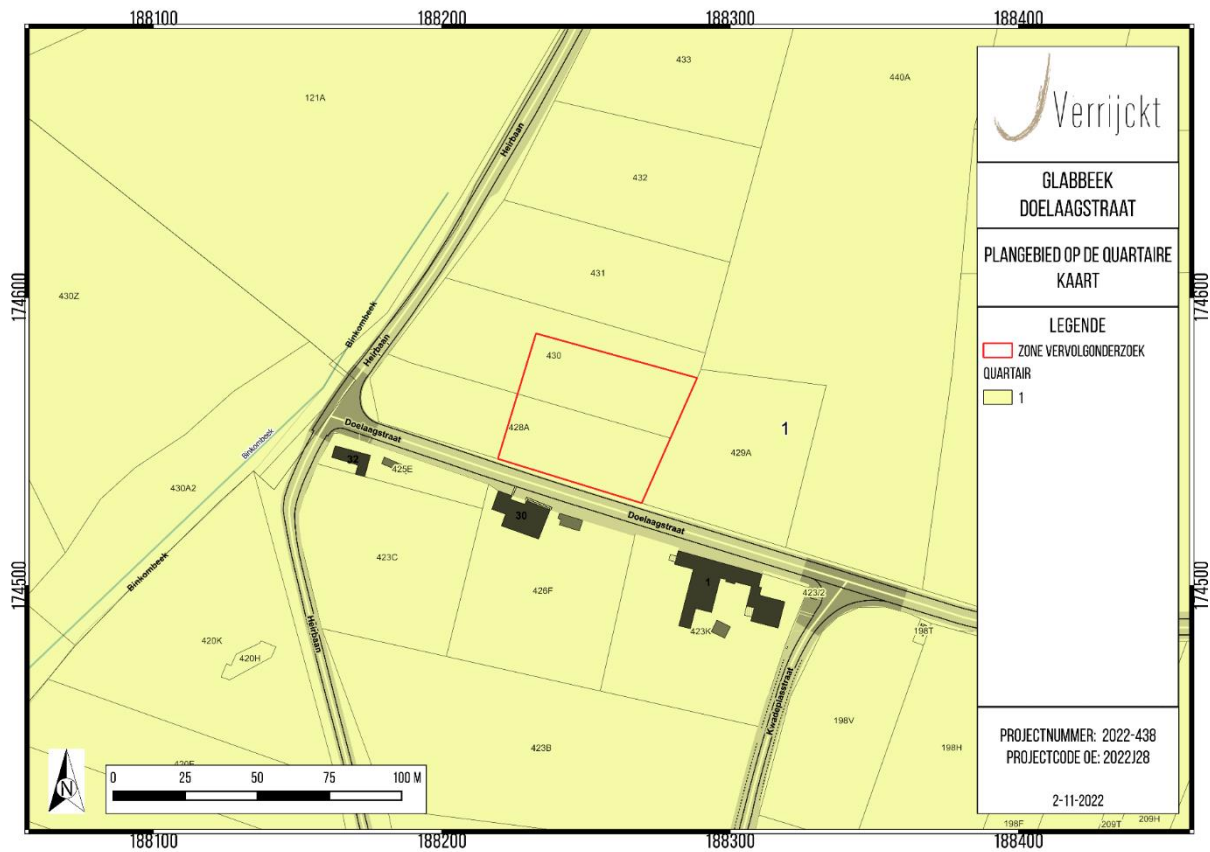 188100
188200
188300
188400
174600
174500
174600
174500
188100
188200
188300
188400
433
440A
121A
Heirbaan
432
430Z
431
Binkombeek
Heirbaan
430
428A
1
Doelaagstraat
Binkombeek
32
425E
429A
430A2
30
Doelaagstraat
Binkombeek
423C
426F
1
423/2
420K
420H
Heirbaan
423K
198T
Kwadeplasstraat
198V
423B
198H
198F
209T
209H
Verrijckt
GLABBEEK
DOELAAGSTRAAT
PLANGEBIED OP DE QUARTAIRE
KAART
LEGENDE
ZONE VERVOLGONDERZOEK
QUARTAIR
1
PROJECTNUMMER: 2022-438
PROJECTCODE OE: 2022J28
2-11-2022
N
0 25 50 75 100 M